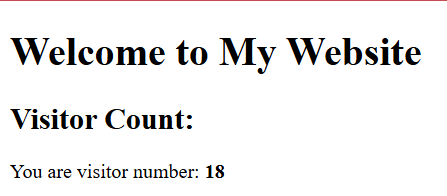 Welcome to My Website
Visitor Count:
You are visitor number: 18